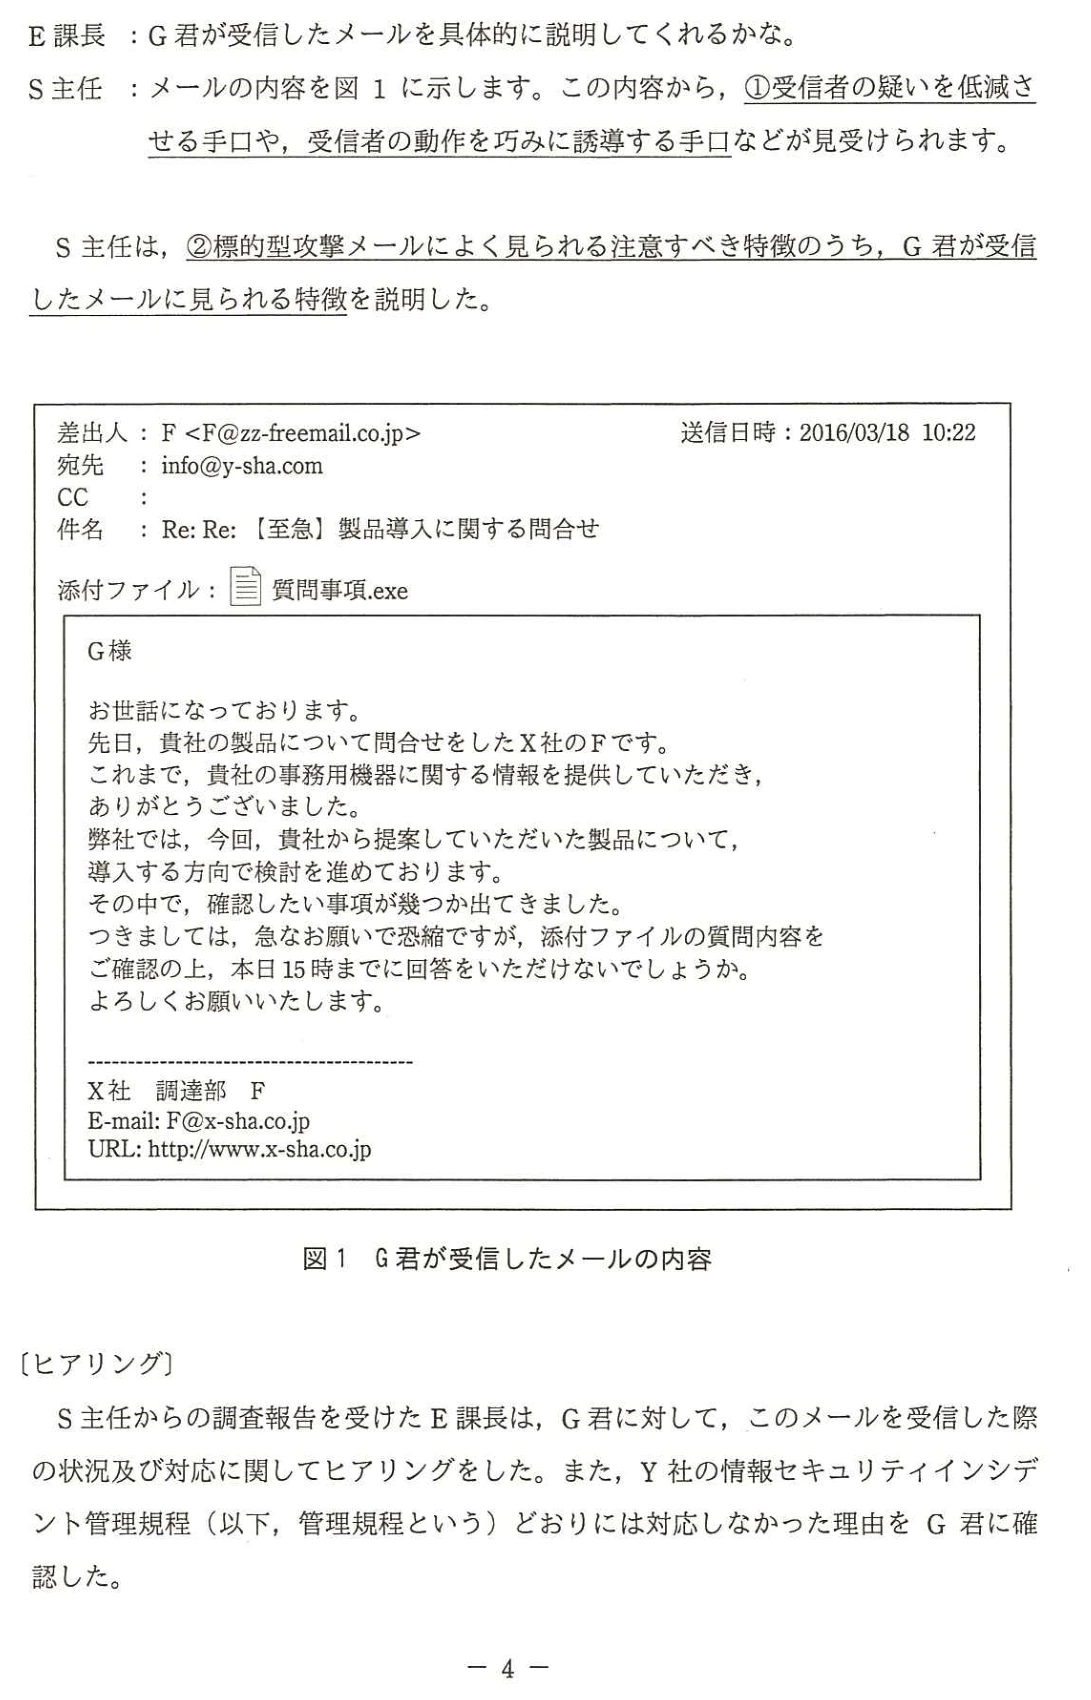 E課長 ：G君が受信したメールを具体的に説明してくれるかな。
S主任 ：メールの内容を図1に示します。この内容から，①受信者の疑いを低減さ
せる手口や，受信者の動作を巧みに誘導する手口などが見受けられます。
S主任は，②標的型攻撃メールによく見られる注意すべき特徴のうち，G君が受信
したメールに見られる特徴を説明した。
差出人： F <F@zz-freemail.co.jp> 送信日時：2016/03/18 10:22
宛先 ： info@y-sha.com
CC ：
件名 ： Re: Re: 【至急】製品導入に関する問合せ
添付ファイル： 質問事項.exe
G様
お世話になっております。
先日，貴社の製品について問合せをしたX社のFです。
これまで，貴社の事務用機器に関する情報を提供していただき，
ありがとうございました。
弊社では，今回，貴社から提案していただいた製品について，
導入する方向で検討を進めております。
その中で，確認したい事項が幾つか出てきました。
つきましては，急なお願いで恐縮ですが，添付ファイルの質問内容を
ご確認の上，本日15時までに回答をいただけないでしょうか。
よろしくお願いいたします。
-----------------------------------------
X社 調達部 F
E-mail: F@x-sha.co.jp
URL: http://www.x-sha.co.jp
図1 G君が受信したメールの内容
〔ヒアリング〕
S主任からの調査報告を受けたE課長は，G君に対して，このメールを受信した際
の状況及び対応に関してヒアリングをした。また，Y社の情報セキュリティインシデ
ント管理規程（以下，管理規程という）どおりには対応しなかった理由をG君に確
認した。
－ 4 －